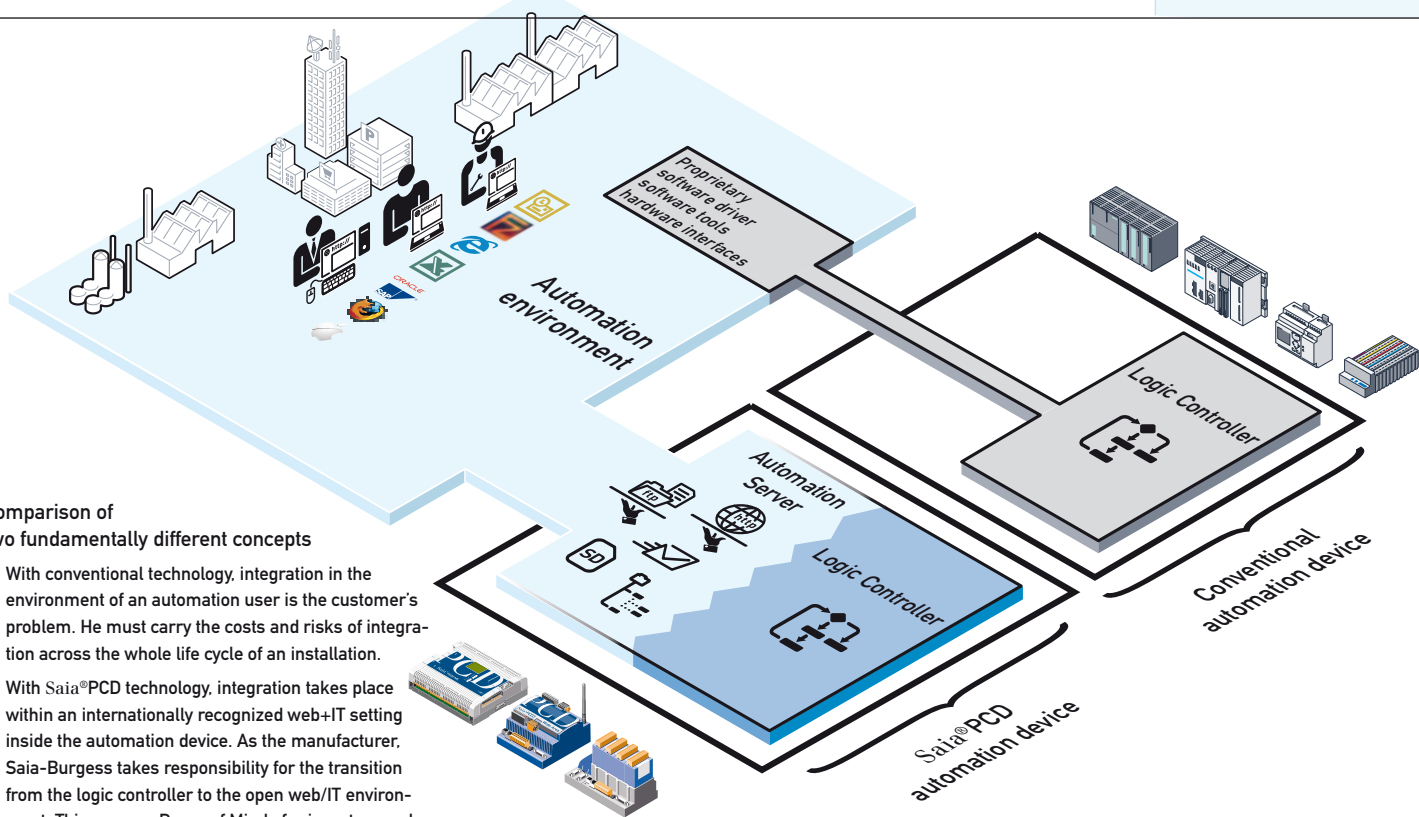 http://
http://
http://
P
ORACLE
SAP
Automation
environment
Proprietary
software driver
software tools
hardware interfaces
Logic Controller
Conventional
automation device
Automation
Server
ftp
http
SD
Logic Controller
Saia®PCD
automation device
PCD
PCD
omparison of
wo fundamentally different concepts
With conventional technology, integration in the
environment of an automation user is the customer's
problem. He must carry the costs and risks of integra-
tion across the whole life cycle of an installation.
With Saia®PCD technology, integration takes place
within an internationally recognized web+IT setting
inside the automation device. As the manufacturer,
Saia-Burgess takes responsibility for the transition
from the logic controller to the open web/IT environ-